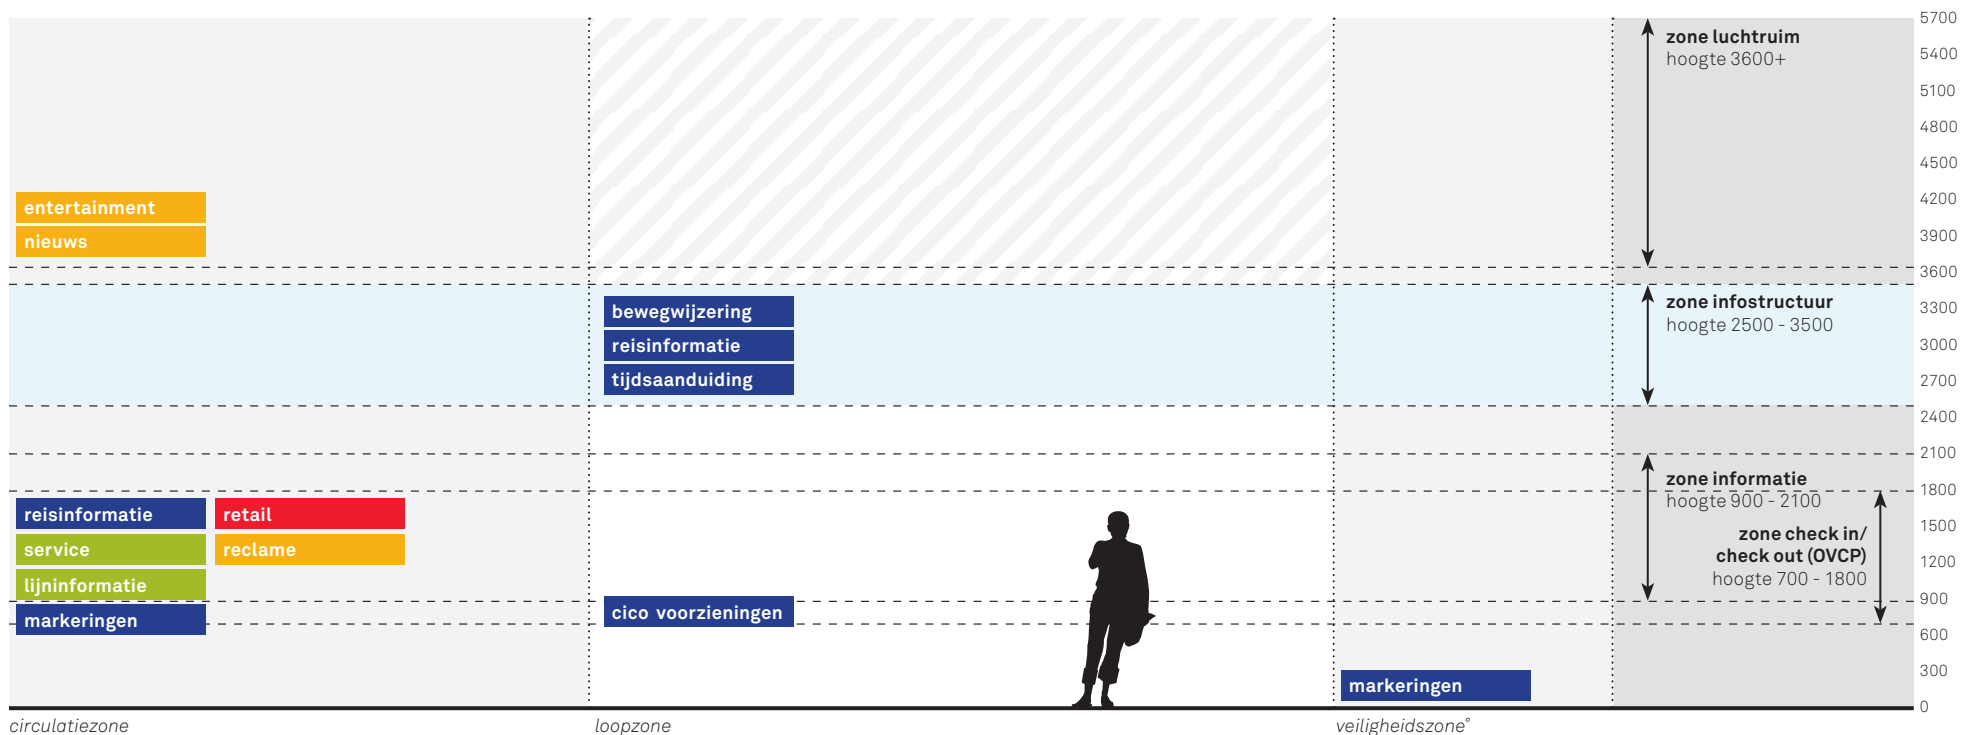 5700
zone luchtruim
hoogte 3600+
5400
5100
4800
4500
entertainment
4200
nieuws
3900
3600
bewegwijzering
zone infostructuur
hoogte 2500 - 3500
3300
reisinformatie
3000
tijdsaanduiding
2700
2400
2100
zone informatie
hoogte 900 - 2100
1800
reisinformatie
retail
1500
service
reclame
zone check in/
check out (OVCP)
hoogte 700 - 1800
1200
lijninformatie
900
markeringen
cico voorzieningen
600
300
markeringen
0
circulatiezone
loopzone
veiligheidszone°